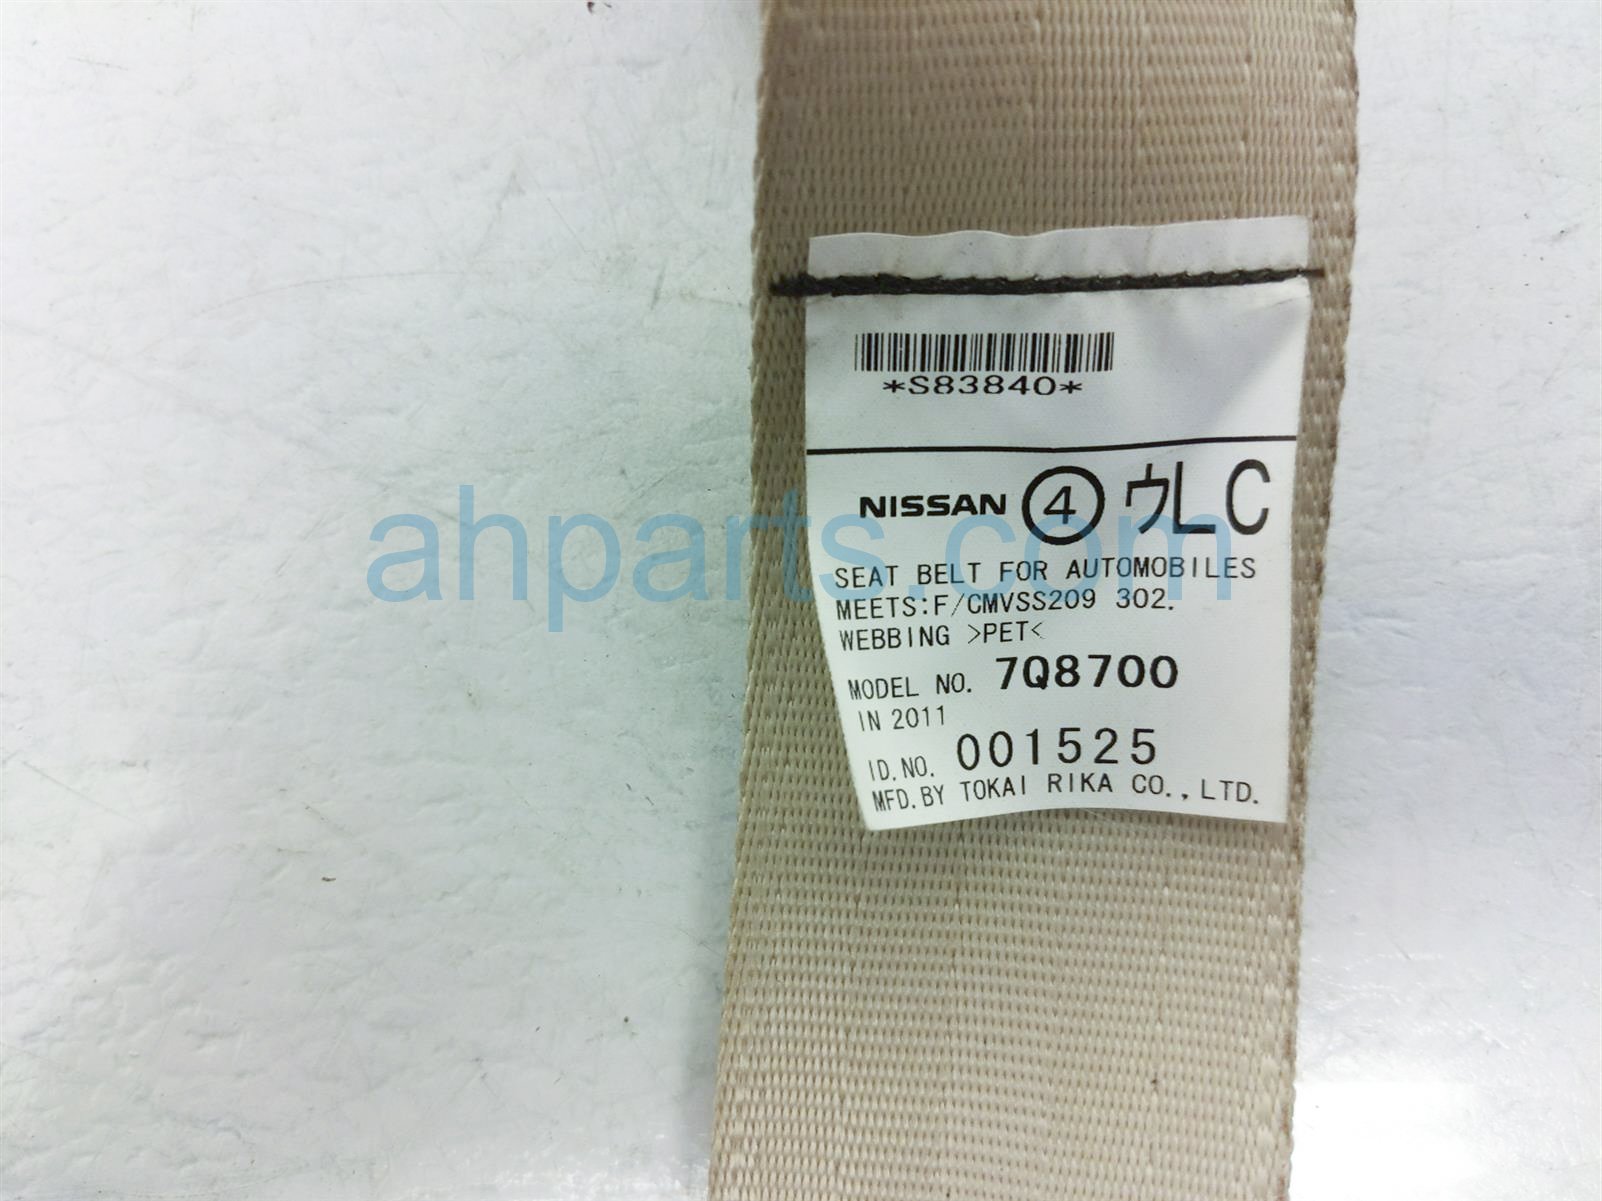 *S83840*
NISSAN ④ ウLC
SEAT BELT FOR AUTOMOBILES
MEETS:F/CMVSS209 302.
WEBBING >PET<
MODEL NO. 7Q8700
IN 2011
ID.NO. 001525
MFD.BY TOKAI RIKA CO.,LTD.
ahparts.com